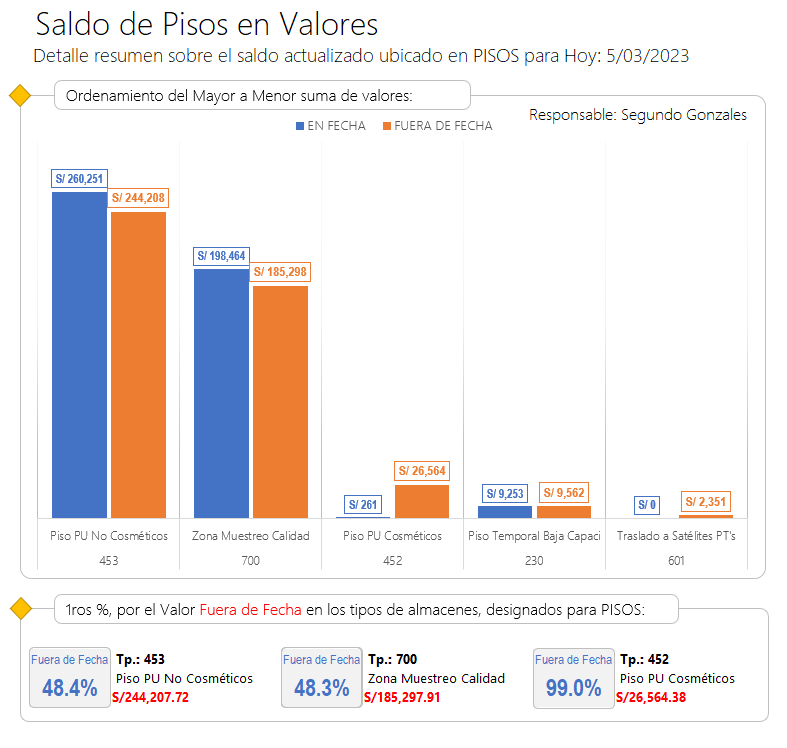 Saldo de Pisos en Valores
Detalle resumen sobre el saldo actualizado ubicado en PISOS para Hoy: 5/03/2023
Ordenamiento del Mayor a Menor suma de valores:
Responsable: Segundo Gonzales
EN FECHA FUERA DE FECHA
S/ 260,251
S/ 244,208
S/ 198,464
S/ 185,298
S/ 261
S/ 26,564
S/ 9,253
S/ 9,562
S/ 0
S/ 2,351
Piso PU No Cosméticos Zona Muestreo Calidad Piso PU Cosméticos Piso Temporal Baja Capaci Traslado a Satélites PT's
453 700 452 230 601
1ros %, por el Valor Fuera de Fecha en los tipos de almacenes, designados para PISOS:
Fuera de Fecha
48.4%
Tp.: 453
Piso PU No Cosméticos
S/244,207.72
Fuera de Fecha
48.3%
Tp.: 700
Zona Muestreo Calidad
S/185,297.91
Fuera de Fecha
99.0%
Tp.: 452
Piso PU Cosméticos
S/26,564.38